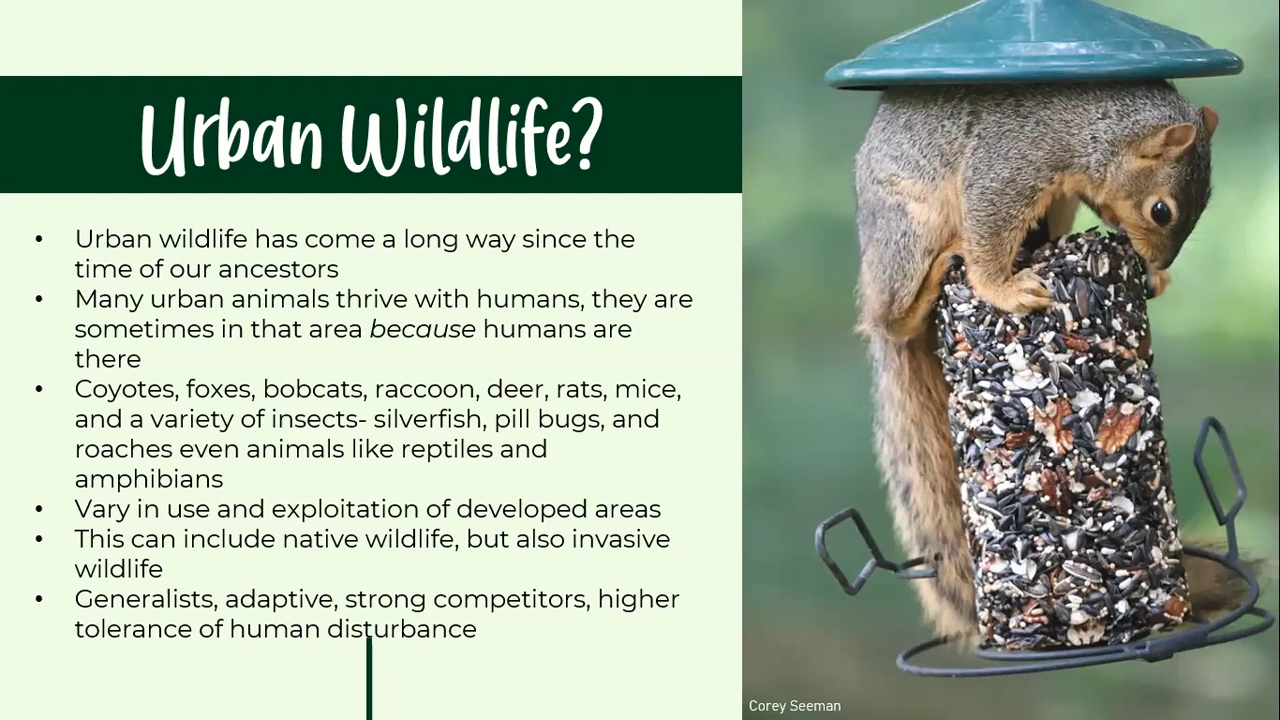 Urban Wildlife?
• Urban wildlife has come a long way since the
time of our ancestors
• Many urban animals thrive with humans, they are
sometimes in that area because humans are
there
• Coyotes, foxes, bobcats, raccoon, deer, rats, mice,
and a variety of insects- silverfish, pill bugs, and
roaches even animals like reptiles and
amphibians
• Vary in use and exploitation of developed areas
• This can include native wildlife, but also invasive
wildlife
• Generalists, adaptive, strong competitors, higher
tolerance of human disturbance
Corey Seeman